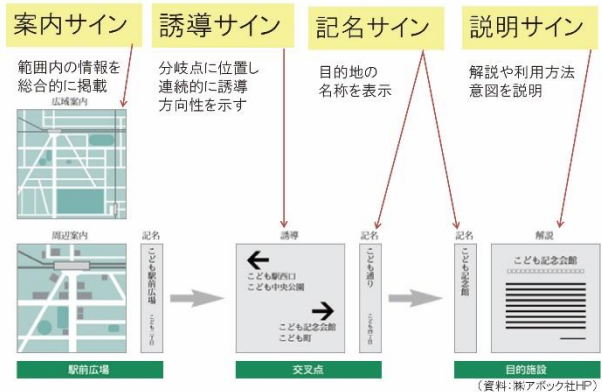 案内サイン
誘導サイン
記名サイン
説明サイン
範囲内の情報を
総合的に掲載
分岐点に位置し
連続的に誘導
方向性を示す
目的地の
名称を表示
解説や利用方法
意図を説明
広域案内
周辺案内
記名
こども駅前広場
誘導
こども駅西口
こども中央公園
こども記念会館
こども町
記名
こども通り
記名
こども記念館
解説
こども記念会館
駅前広場
交叉点
目的施設
(資料:㈱アボック社HP)